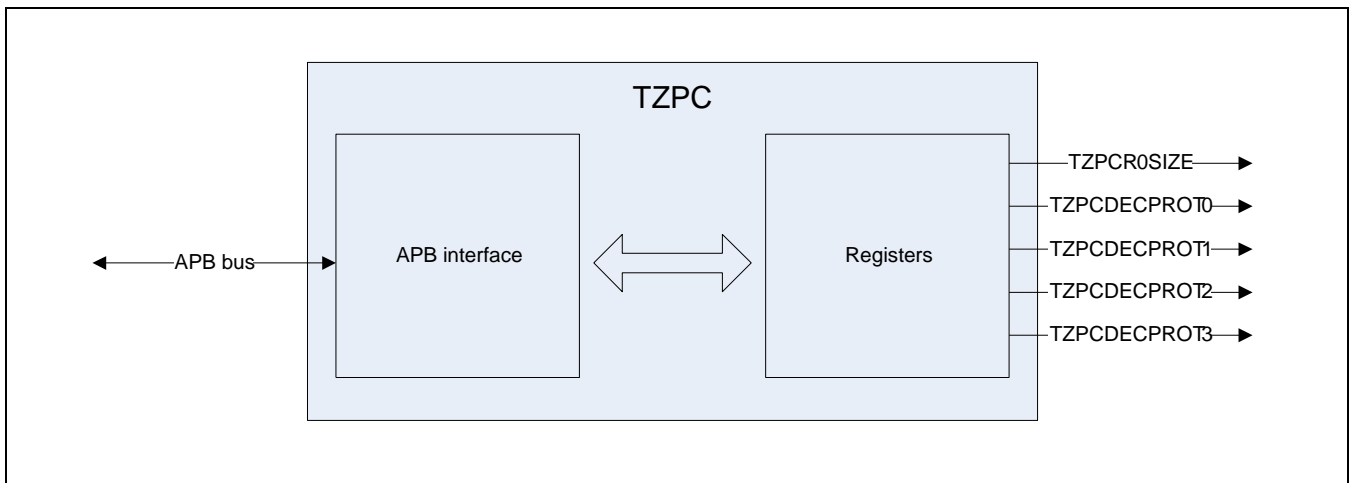 TZPC
APB bus
APB interface
Registers
TZPCR0SIZE
TZPCDECPROT0
TZPCDECPROT1
TZPCDECPROT2
TZPCDECPROT3